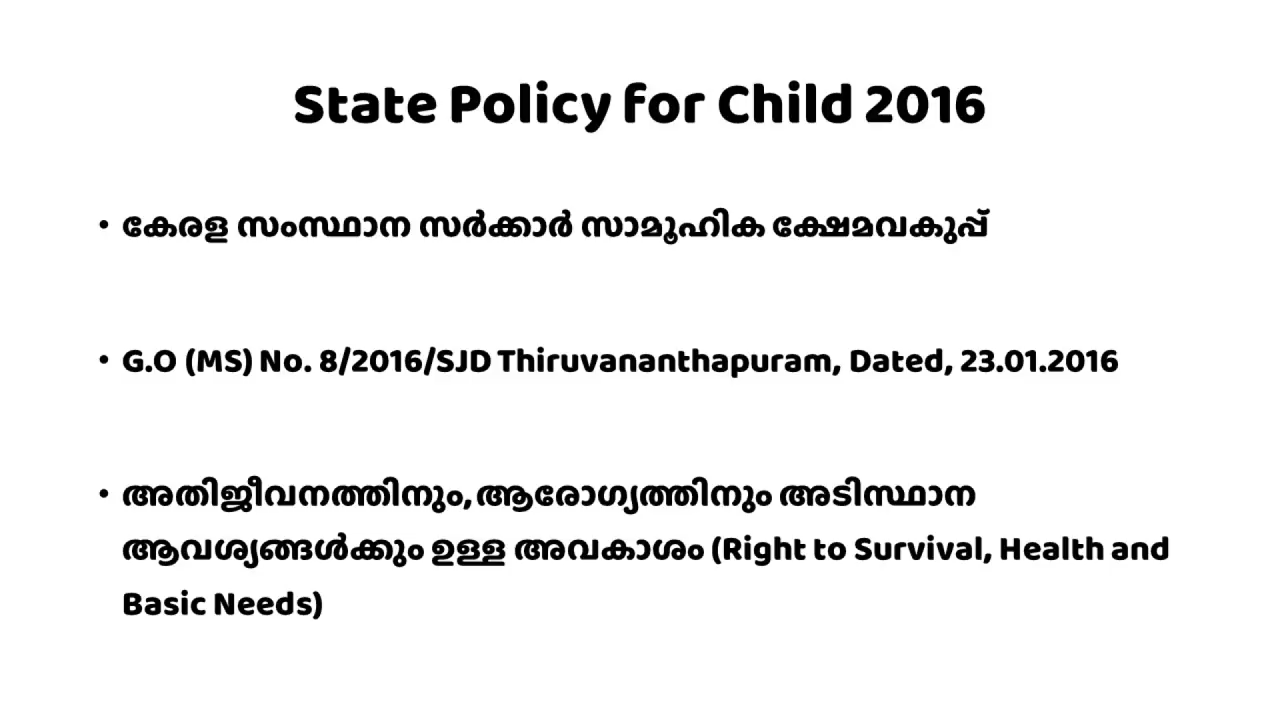 State Policy for Child 2016
• കേരള സംസ്ഥാന സർക്കാർ സാമൂഹിക ക്ഷേമവകുപ്പ്
• G.O (MS) No. 8/2016/SJD Thiruvananthapuram, Dated, 23.01.2016
• അതിജീവനത്തിനും,ആരോഗ്യത്തിനും അടിസ്ഥാന
ആവശ്യങ്ങൾക്കും ഉള്ള അവകാശം (Right to Survival, Health and
Basic Needs)